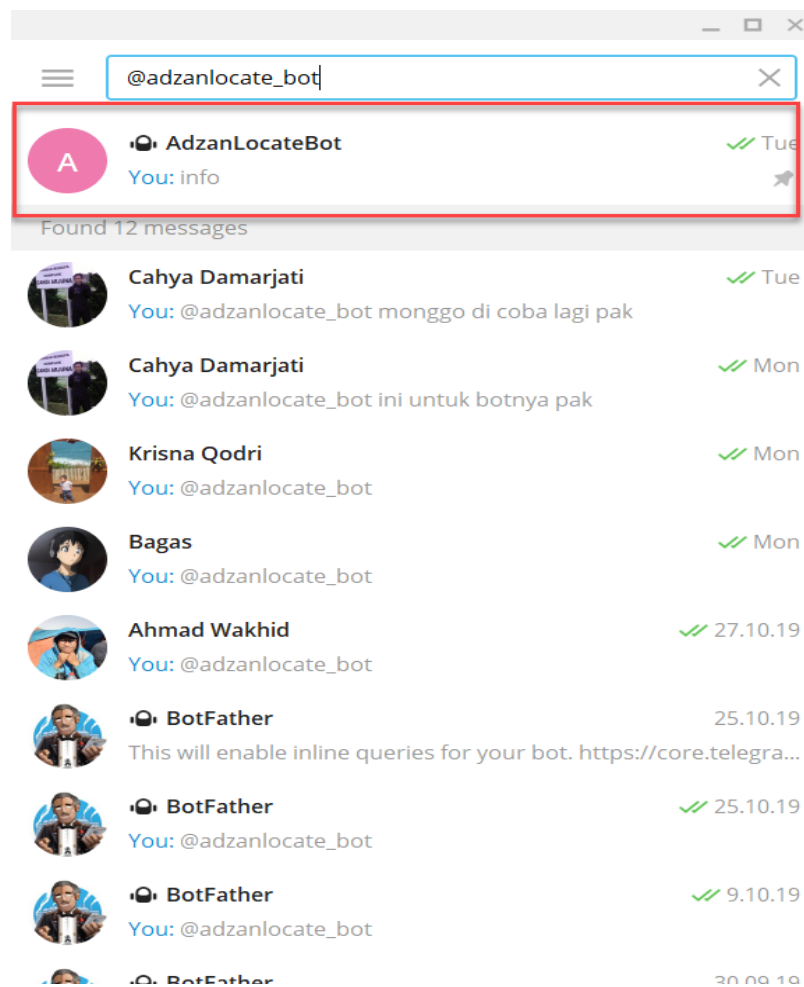 @adzanlocate_bot
A
AdzanLocateBot
Tue
You: info
Found 12 messages
Cahya Damarjati
Tue
You: @adzanlocate_bot monggo di coba lagi pak
Cahya Damarjati
Mon
You: @adzanlocate_bot ini untuk botnya pak
Krisna Qodri
Mon
You: @adzanlocate_bot
Bagas
Mon
You: @adzanlocate_bot
Ahmad Wakhid
27.10.19
You: @adzanlocate_bot
BotFather
25.10.19
This will enable inline queries for your bot. https://core.telegra...
BotFather
25.10.19
You: @adzanlocate_bot
BotFather
9.10.19
You: @adzanlocate_bot
BotFather
30.09.19